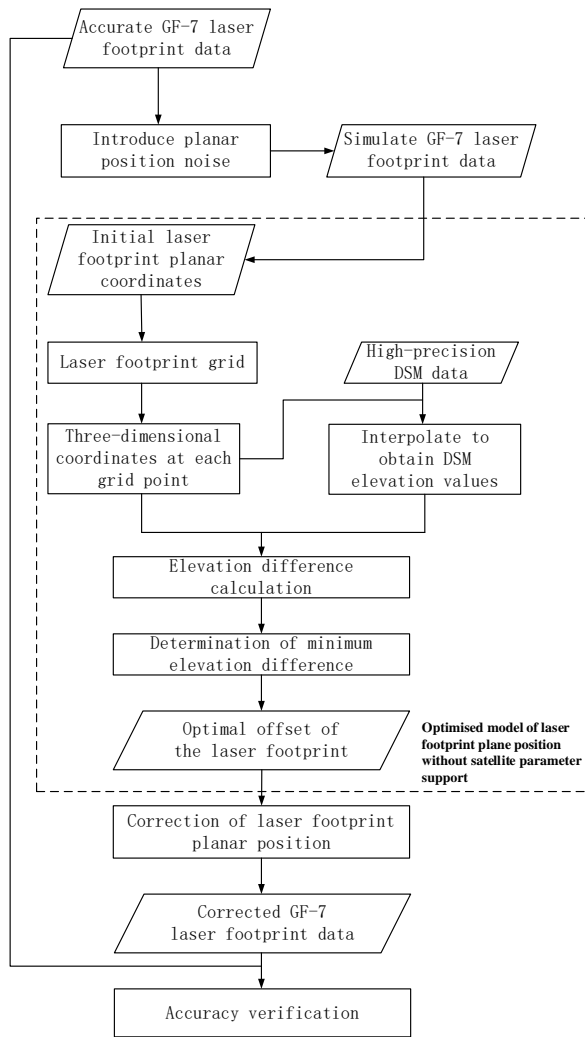 Accurate GF-7 laser
footprint data
Introduce planar
position noise
Simulate GF-7 laser
footprint data
Initial laser
footprint planar
coordinates
Laser footprint grid
High-precision
DSM data
Three-dimensional
coordinates at each
grid point
Interpolate to
obtain DSM
elevation values
Elevation difference
calculation
Determination of minimum
elevation difference
Optimal offset of
the laser footprint
Optimised model of laser
footprint plane position
without satellite parameter
support
Correction of laser footprint
planar position
Corrected GF-7
laser footprint data
Accuracy verification